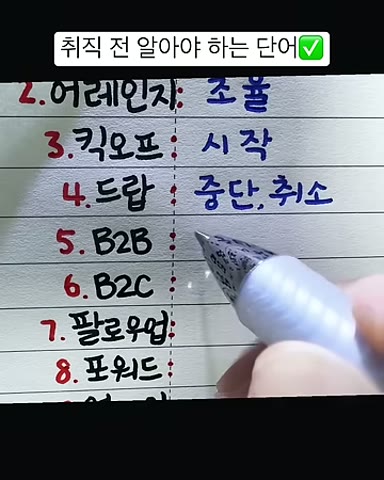 취직 전 알아야 하는 단어✅
2.어레인지: 조율
3.킥오프: 시작
4.드랍: 중단,취소
5.B2B:
6.B2C:
7.팔로우업:
8.포워드: